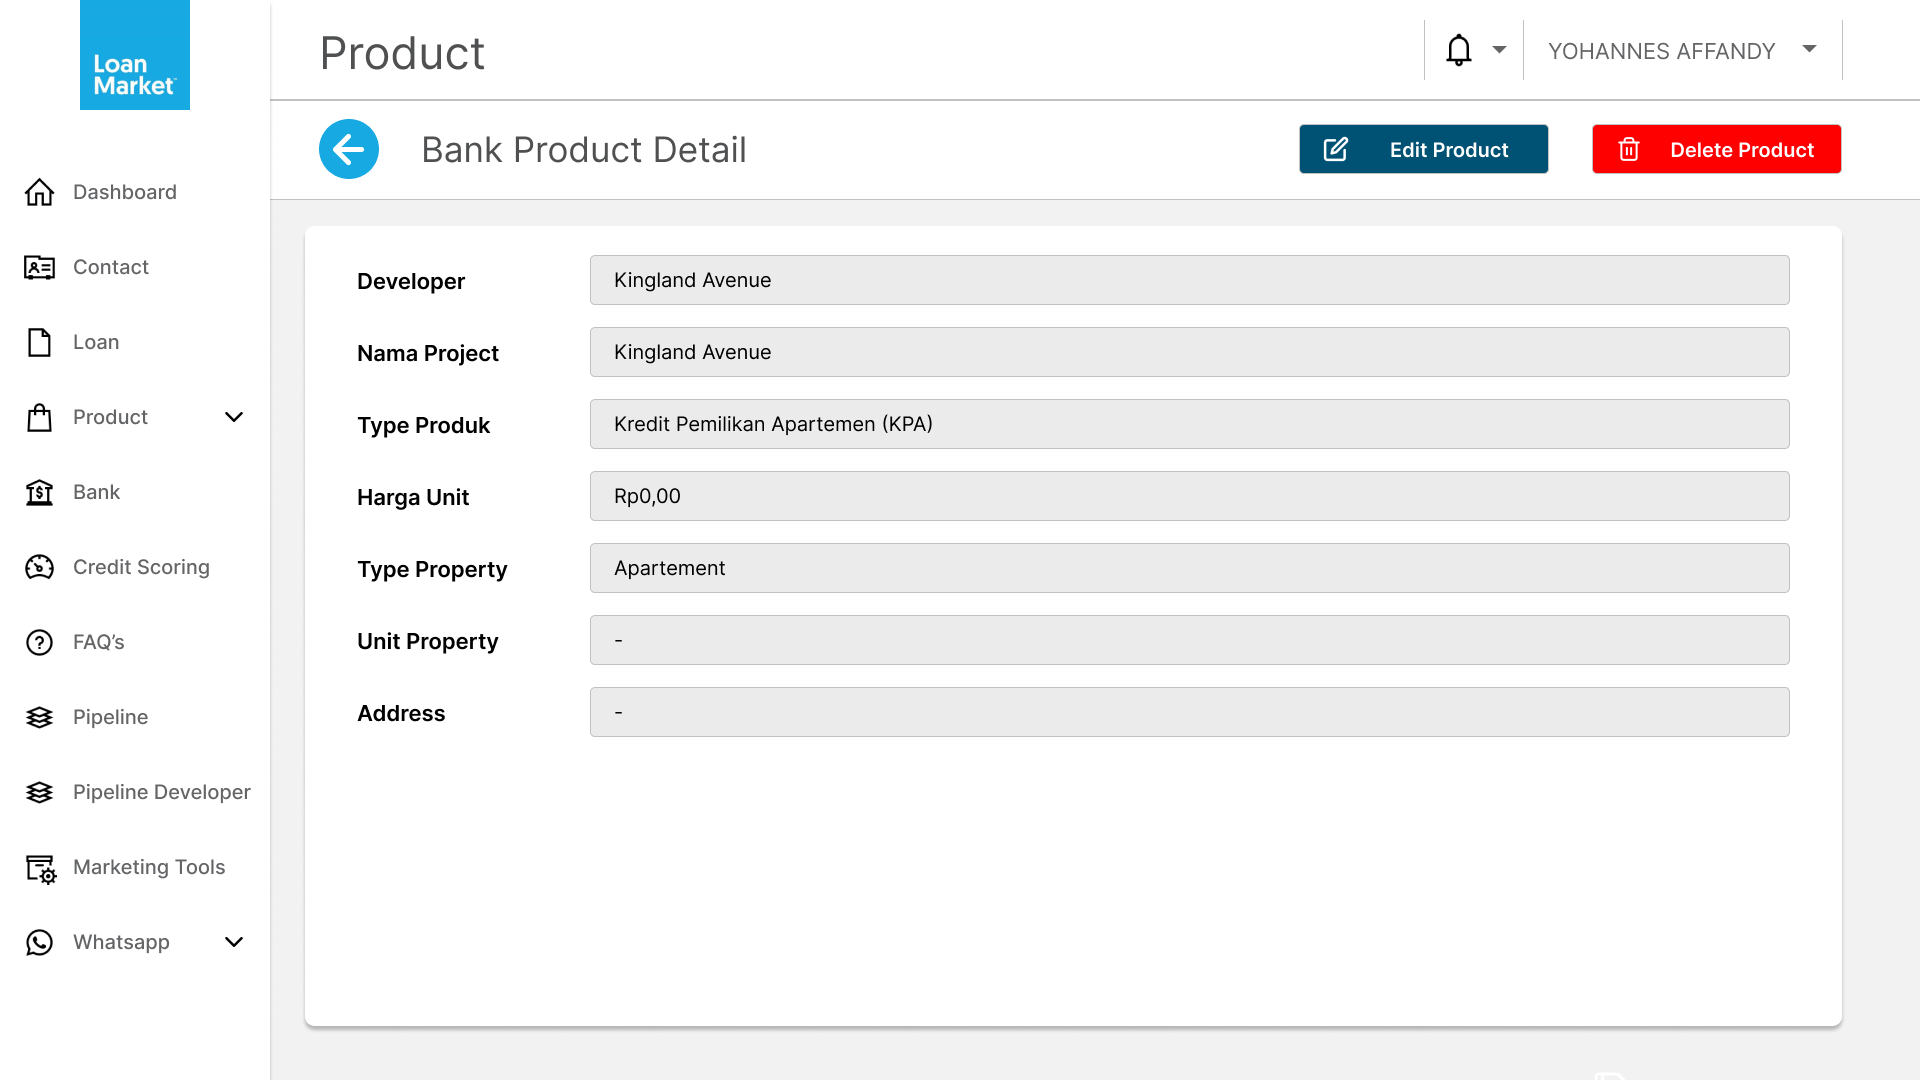 Loan
Market
Product
YOHANNES AFFANDY
Bank Product Detail
Edit Product
Delete Product
Dashboard
Contact
Loan
Product
Bank
Credit Scoring
FAQ’s
Pipeline
Pipeline Developer
Marketing Tools
Whatsapp
Developer
Kingland Avenue
Nama Project
Kingland Avenue
Type Produk
Kredit Pemilikan Apartemen (KPA)
Harga Unit
Rp0,00
Type Property
Apartement
Unit Property
-
Address
-